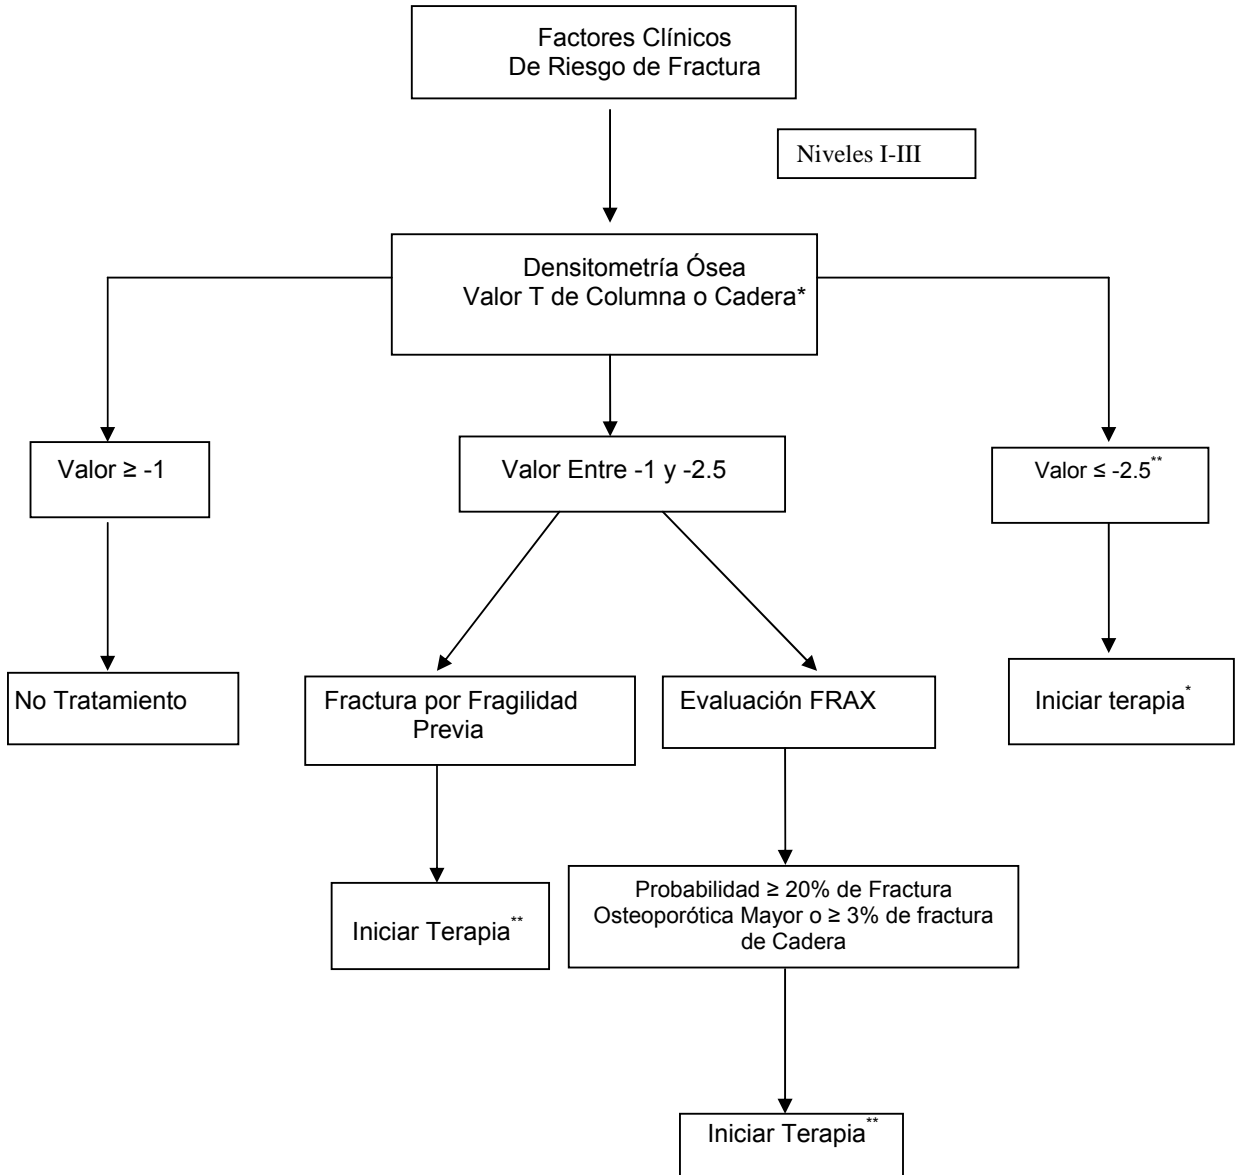 Factores Clínicos
De Riesgo de Fractura
Niveles I-III
Densitometría Ósea
Valor T de Columna o Cadera*
Valor ≥ -1
Valor Entre -1 y -2.5
Valor ≤ -2.5**
No Tratamiento
Fractura por Fragilidad
Previa
Evaluación FRAX
Iniciar terapia*
Iniciar Terapia**
Probabilidad ≥ 20% de Fractura
Osteoporótica Mayor o ≥ 3% de fractura
de Cadera
Iniciar Terapia**